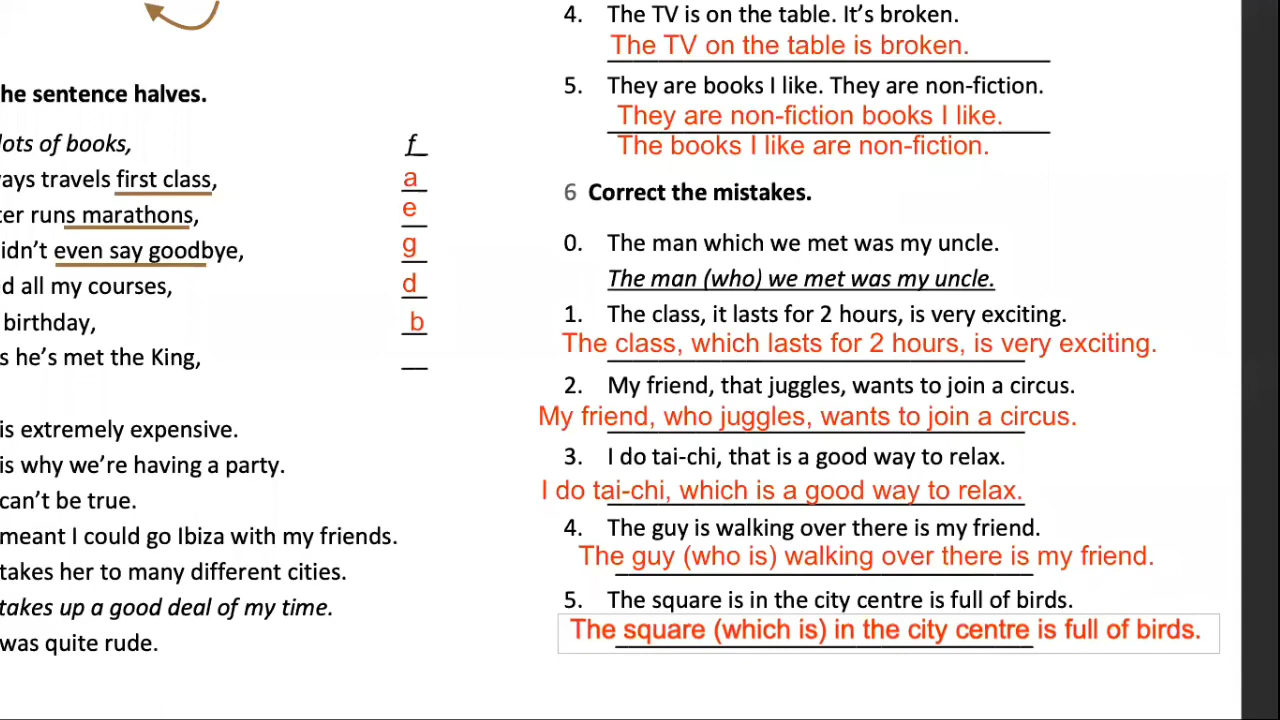 he sentence halves.
lots of books, f
ays travels first class, a
ter runs marathons, e
idn't even say goodbye, g
d all my courses, d
birthday, b
s he's met the King,
is extremely expensive.
is why we're having a party.
can't be true.
meant I could go Ibiza with my friends.
takes her to many different cities.
takes up a good deal of my time.
was quite rude.
4. The TV is on the table. It's broken.
The TV on the table is broken.
5. They are books I like. They are non-fiction.
They are non-fiction books I like.
The books I like are non-fiction.
6 Correct the mistakes.
0. The man which we met was my uncle.
The man (who) we met was my uncle.
1. The class, it lasts for 2 hours, is very exciting.
The class, which lasts for 2 hours, is very exciting.
2. My friend, that juggles, wants to join a circus.
My friend, who juggles, wants to join a circus.
3. I do tai-chi, that is a good way to relax.
I do tai-chi, which is a good way to relax.
4. The guy is walking over there is my friend.
The guy (who is) walking over there is my friend.
5. The square is in the city centre is full of birds.
The square (which is) in the city centre is full of birds.